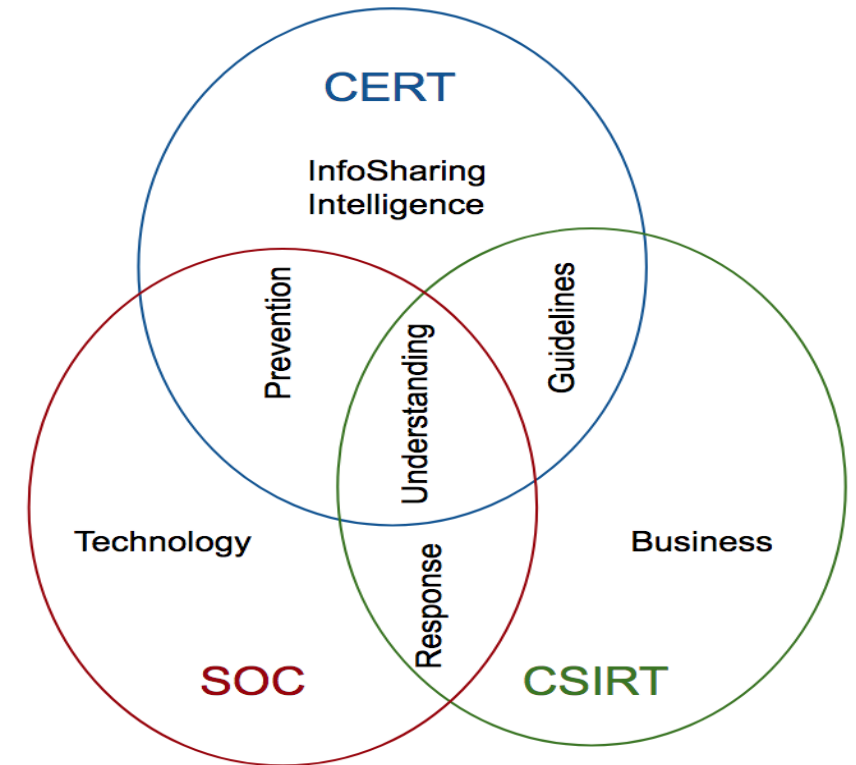 CERT
InfoSharing
Intelligence
Prevention
Guidelines
Understanding
Technology
Business
Response
SOC
CSIRT